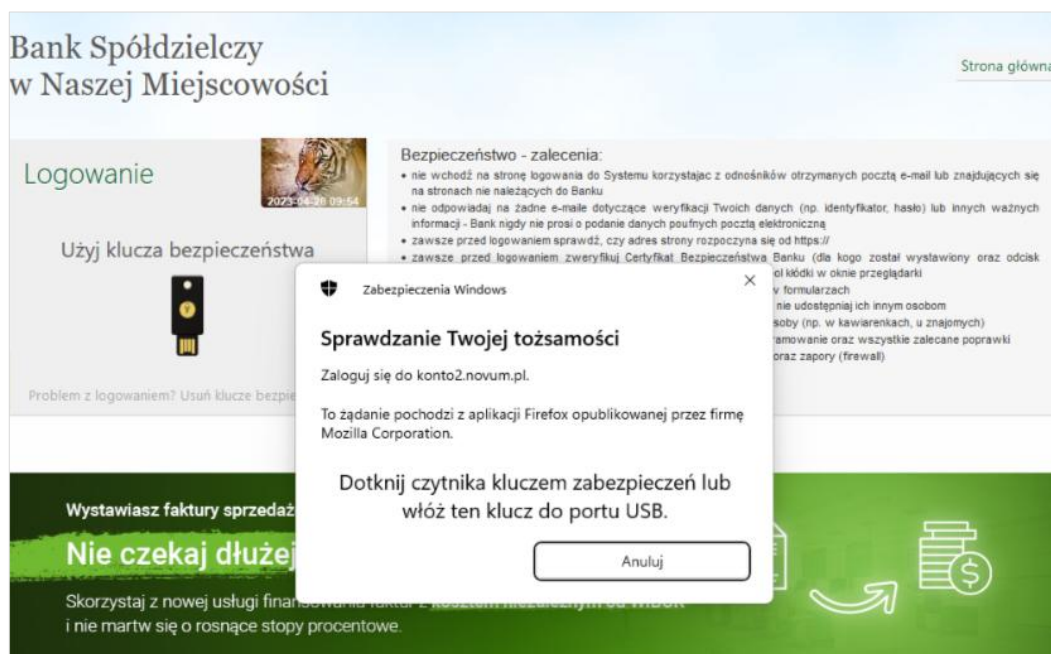 Bank Spółdzielczy
w Naszej Miejscowości
Strona główna
Logowanie
2023-04-28 09:54
Użyj klucza bezpieczeństwa
Problem z logowaniem? Usuń klucze
Bezpieczeństwo - zalecenia:
• nie wchodź na stronę logowania do Systemu korzystajac z odnośników otrzymanych pocztą e-mail lub znajdujących się
na stronach nie należących do Banku
• nie odpowiadaj na żadne e-maile dotyczące weryfikacji Twoich danych (np. identyfikator, hasło) lub innych ważnych
informacji - Bank nigdy nie prosi o podanie danych poufnych pocztą elektroniczną
• zawsze przed logowaniem sprawdź, czy adres strony rozpoczyna się od https://
• zawsze przed logowaniem zweryfikuj Certyfikat Bezpieczeństwa Banku (dla kogo został wystawiony oraz odcisk
kłódki w oknie przeglądarki
w formularzach
nie udostępniaj ich innym osobom
(np. w kawiarenkach, u znajomych)
oraz wszystkie zalecane poprawki
oraz zapory (firewall)
Zabezpieczenia Windows
Sprawdzanie Twojej tożsamości
Zaloguj się do konto2.novum.pl.
To żądanie pochodzi z aplikacji Firefox opublikowanej przez firmę
Mozilla Corporation.
Dotknij czytnika kluczem zabezpieczeń lub
włóż ten klucz do portu USB.
Anuluj
Wystawiasz faktury
Nie czekaj dłużej
Skorzystaj z nowej usługi finansowania faktur z kosztem niezależnym od WIBOR
i nie martw się o rosnące stopy procentowe.